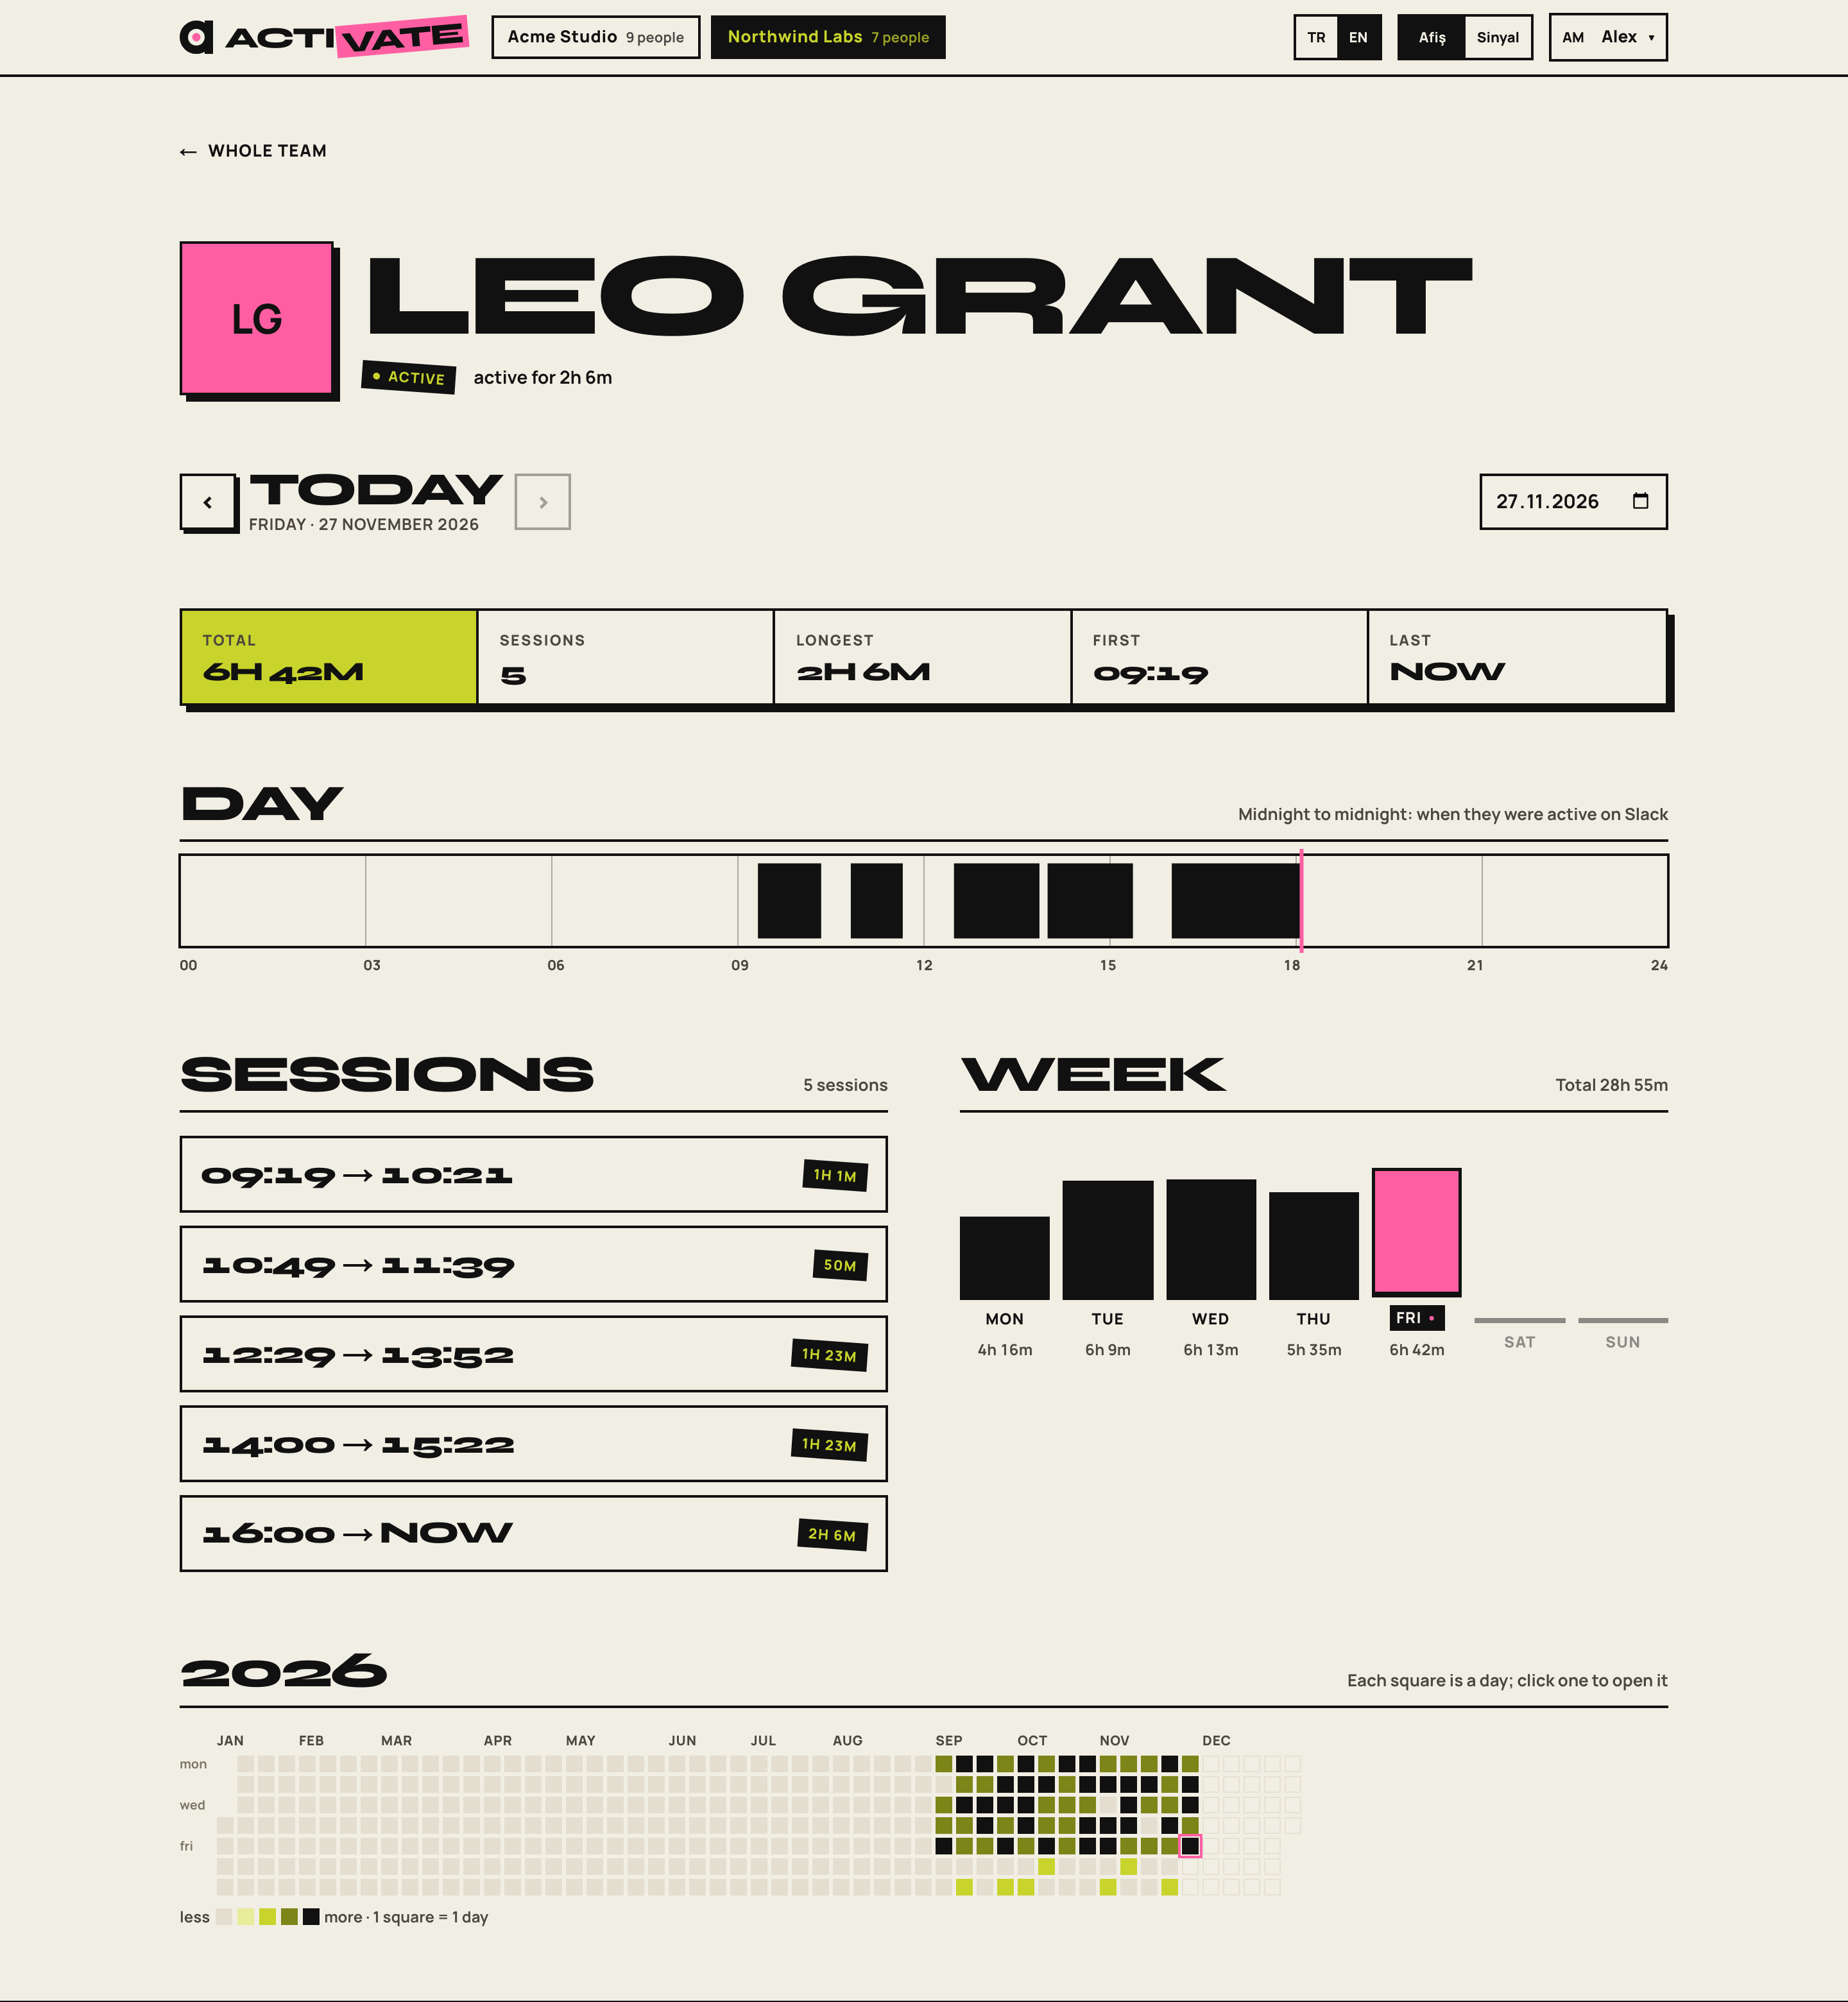 a ACTIVATE Acme Studio 9 people Northwind Labs 7 people TR EN Afiş Sinyal AM Alex ▾
← WHOLE TEAM
LG
LEO GRANT
• ACTIVE active for 2h 6m
‹ TODAY ›
FRIDAY · 27 NOVEMBER 2026
27.11.2026
TOTAL SESSIONS LONGEST FIRST LAST
6H 42M 5 2H 6M 09:19 NOW
DAY Midnight to midnight: when they were active on Slack
00 03 06 09 12 15 18 21 24
SESSIONS 5 sessions
09:19 → 10:21 1H 1M
10:49 → 11:39 50M
12:29 → 13:52 1H 23M
14:00 → 15:22 1H 23M
16:00 → NOW 2H 6M
WEEK Total 28h 55m
MON TUE WED THU FRI • SAT SUN
4h 16m 6h 9m 6h 13m 5h 35m 6h 42m
2026 Each square is a day; click one to open it
JAN FEB MAR APR MAY JUN JUL AUG SEP OCT NOV DEC
mon
wed
fri
less more · 1 square = 1 day